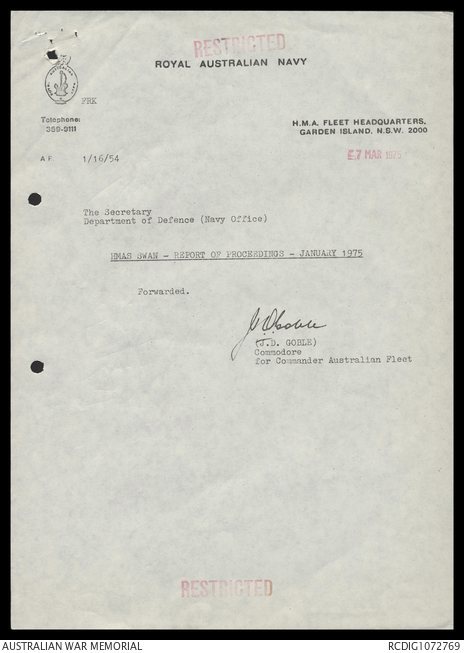 RESTRICTED
ROYAL AUSTRALIAN NAVY
FRK
Telephone:
359-9111
H.M.A. FLEET HEADQUARTERS,
GARDEN ISLAND. N.S.W. 2000
A F 1/16/54
7 MAR 1975
The Secretary
Department of Defence (Navy Office)
HMAS SWAN - REPORT OF PROCEEDINGS - JANUARY 1975
Forwarded.
(J.D. GOBLE)
Commodore
for Commander Australian Fleet
RESTRICTED
AUSTRALIAN WAR MEMORIAL
RCDIG1072769